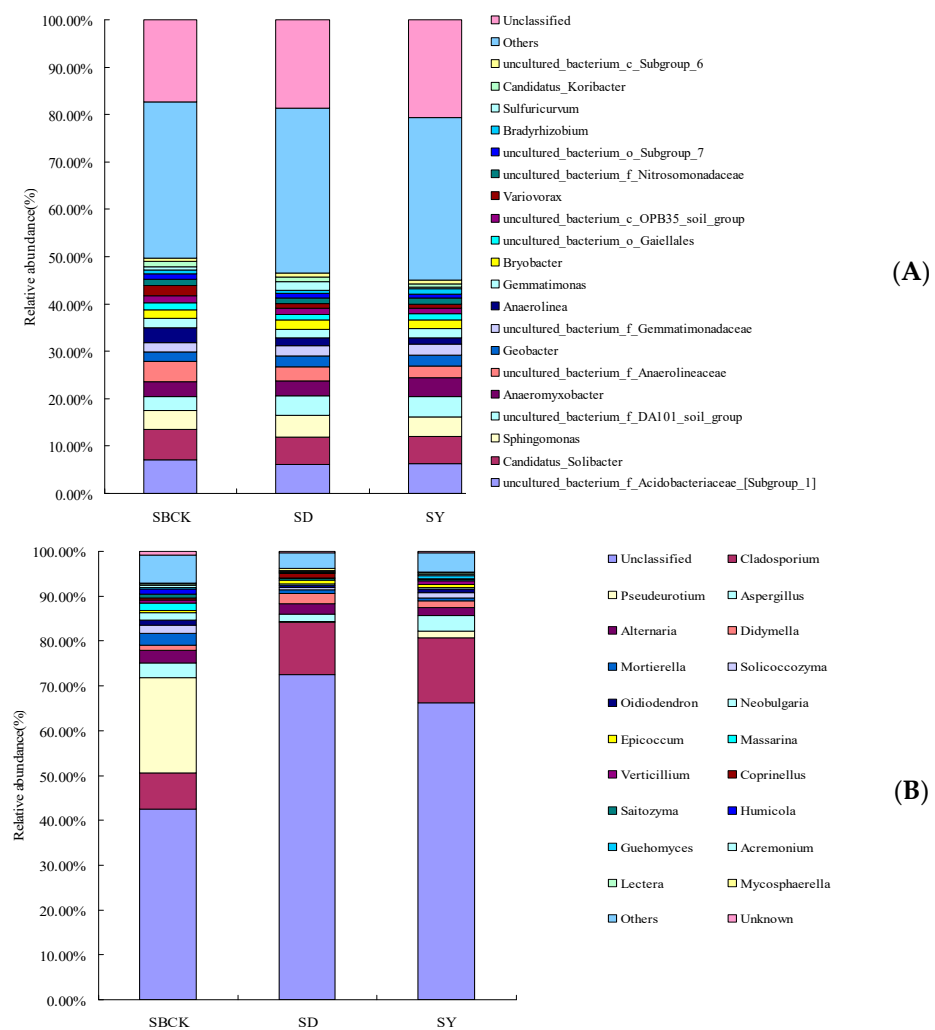 100.00%
90.00%
80.00%
70.00%
60.00%
50.00%
40.00%
30.00%
20.00%
10.00%
0.00%
Relative abundance(%)
SBCK SD SY
Unclassified
Others
uncultured_bacterium_c_Subgroup_6
Candidatus_Koribacter
Sulfuricurvum
Bradyrhizobium
uncultured_bacterium_o_Subgroup_7
uncultured_bacterium_f_Nitrosomonadaceae
Variovorax
uncultured_bacterium_c_OPB35_soil_group
uncultured_bacterium_o_Gaiellales
Bryobacter
Gemmatimonas
Anaerolinea
uncultured_bacterium_f_Gemmatimonadaceae
Geobacter
uncultured_bacterium_f_Anaerolineaceae
Anaeromyxobacter
uncultured_bacterium_f_DA101_soil_group
Sphingomonas
Candidatus_Solibacter
uncultured_bacterium_f_Acidobacteriaceae_[Subgroup_1]
(A)
100.00%
90.00%
80.00%
70.00%
60.00%
50.00%
40.00%
30.00%
20.00%
10.00%
0.00%
Relative abundance(%)
SBCK SD SY
Unclassified Cladosporium
Pseudeurotium Aspergillus
Alternaria Didymella
Mortierella Solicoccozyma
Oidiodendron Neobulgaria
Epicoccum Massarina
Verticillium Coprinellus
Saitozyma Humicola
Guehomyces Acremonium
Lectera Mycosphaerella
Others Unknown
(B)